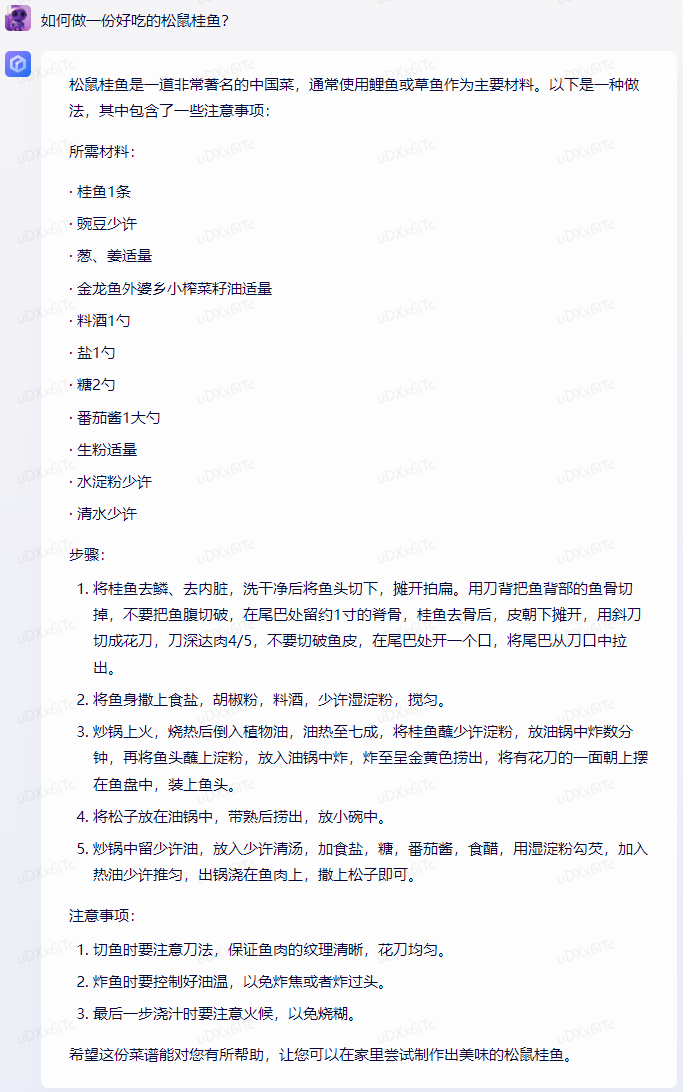 如何做一份好吃的松鼠桂鱼?
松鼠桂鱼是一道非常著名的中国菜，通常使用鲤鱼或草鱼作为主要材料。以下是一种做
法，其中包含了一些注意事项：
所需材料：
· 桂鱼1条
· 豌豆少许
· 葱、姜适量
· 金龙鱼外婆乡小榨菜籽油适量
· 料酒1勺
· 盐1勺
· 糖2勺
· 番茄酱1大勺
· 生粉适量
· 水淀粉少许
· 清水少许
步骤：
1. 将桂鱼去鳞、去内脏，洗干净后将鱼头切下，摊开拍扁。用刀背把鱼背部的鱼骨切
掉，不要把鱼腹切破，在尾巴处留约1寸的脊骨，桂鱼去骨后，皮朝下摊开，用斜刀
切成花刀，刀深达肉4/5，不要切破鱼皮，在尾巴处开一个口，将尾巴从刀口中拉
出。
2. 将鱼身撒上食盐，胡椒粉，料酒，少许湿淀粉，搅匀。
3. 炒锅上火，烧热后倒入植物油，油热至七成，将桂鱼蘸少许淀粉，放油锅中炸数分
钟，再将鱼头蘸上淀粉，放入油锅中炸，炸至呈金黄色捞出，将有花刀的一面朝上摆
在鱼盘中，装上鱼头。
4. 将松子放在油锅中，带熟后捞出，放小碗中。
5. 炒锅中留少许油，放入少许清汤，加食盐，糖，番茄酱，食醋，用湿淀粉勾芡，加入
热油少许推匀，出锅浇在鱼肉上，撒上松子即可。
注意事项：
1. 切鱼时要注意刀法，保证鱼肉的纹理清晰，花刀均匀。
2. 炸鱼时要控制好油温，以免炸焦或者炸过头。
3. 最后一步浇汁时要注意火候，以免烧糊。
希望这份菜谱能对您有所帮助，让您可以在家里尝试制作出美味的松鼠桂鱼。